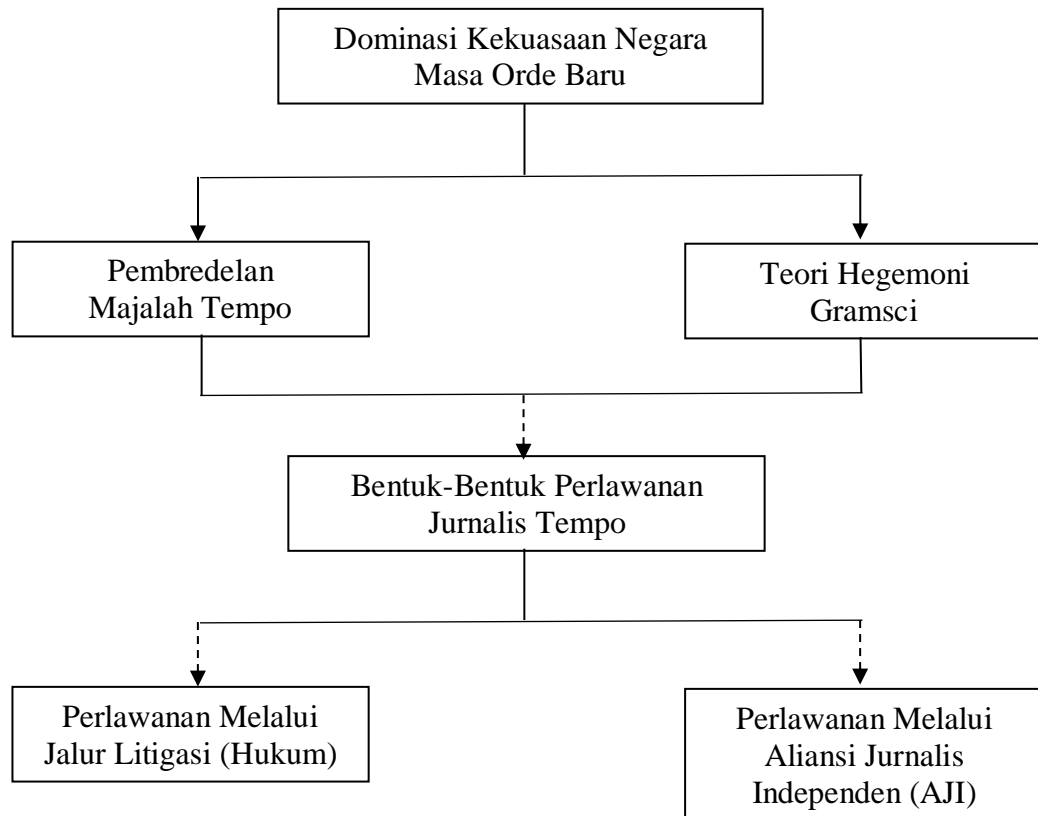 Dominasi Kekuasaan Negara
Masa Orde Baru
Pembredelan
Majalah Tempo
Teori Hegemoni
Gramsci
Bentuk-Bentuk Perlawanan
Jurnalis Tempo
Perlawanan Melalui
Jalur Litigasi (Hukum)
Perlawanan Melalui
Aliansi Jurnalis
Independen (AJI)